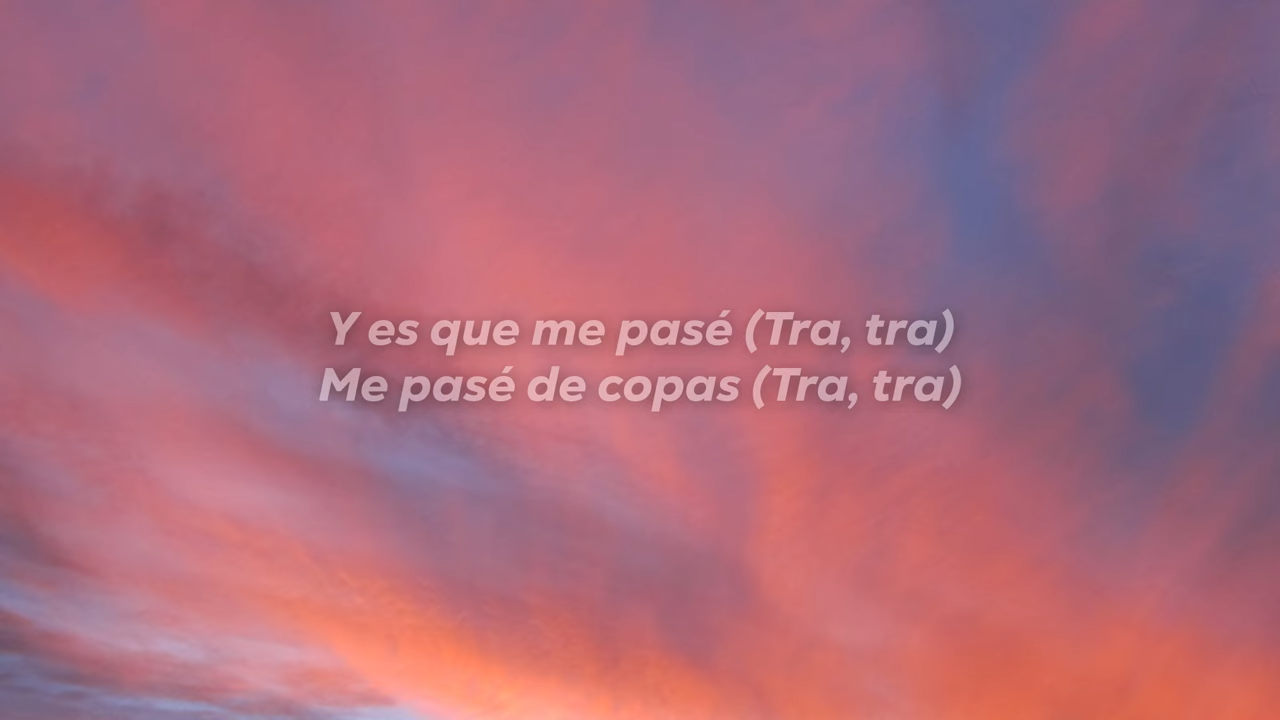 Y es que me pasé (Tra, tra)
Me pasé de copas (Tra, tra)